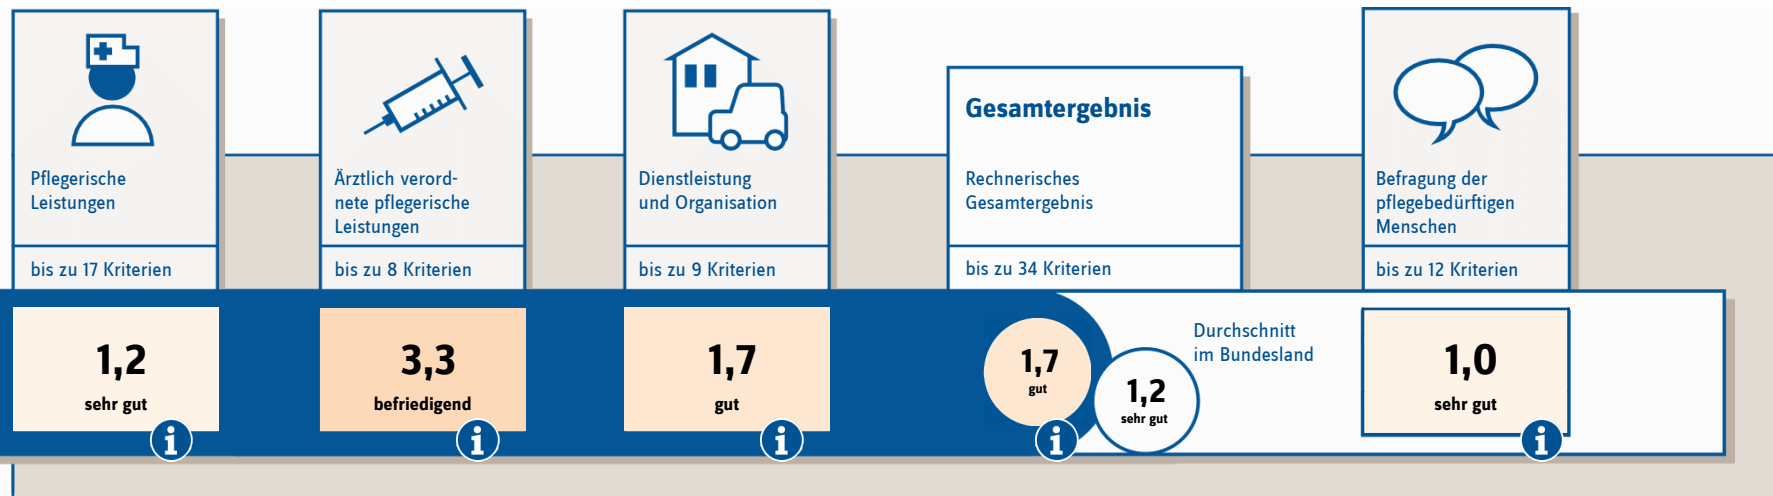 Pflegerische
Leistungen
bis zu 17 Kriterien
1,2
sehr gut
i
Ärztlich verord-
nete pflegerische
Leistungen
bis zu 8 Kriterien
3,3
befriedigend
i
Dienstleistung
und Organisation
bis zu 9 Kriterien
1,7
gut
i
Gesamtergebnis
Rechnerisches
Gesamtergebnis
bis zu 34 Kriterien
1,7
gut
i
Durchschnitt
im Bundesland
1,2
sehr gut
Befragung der
pflegebedürftigen
Menschen
bis zu 12 Kriterien
1,0
sehr gut
i